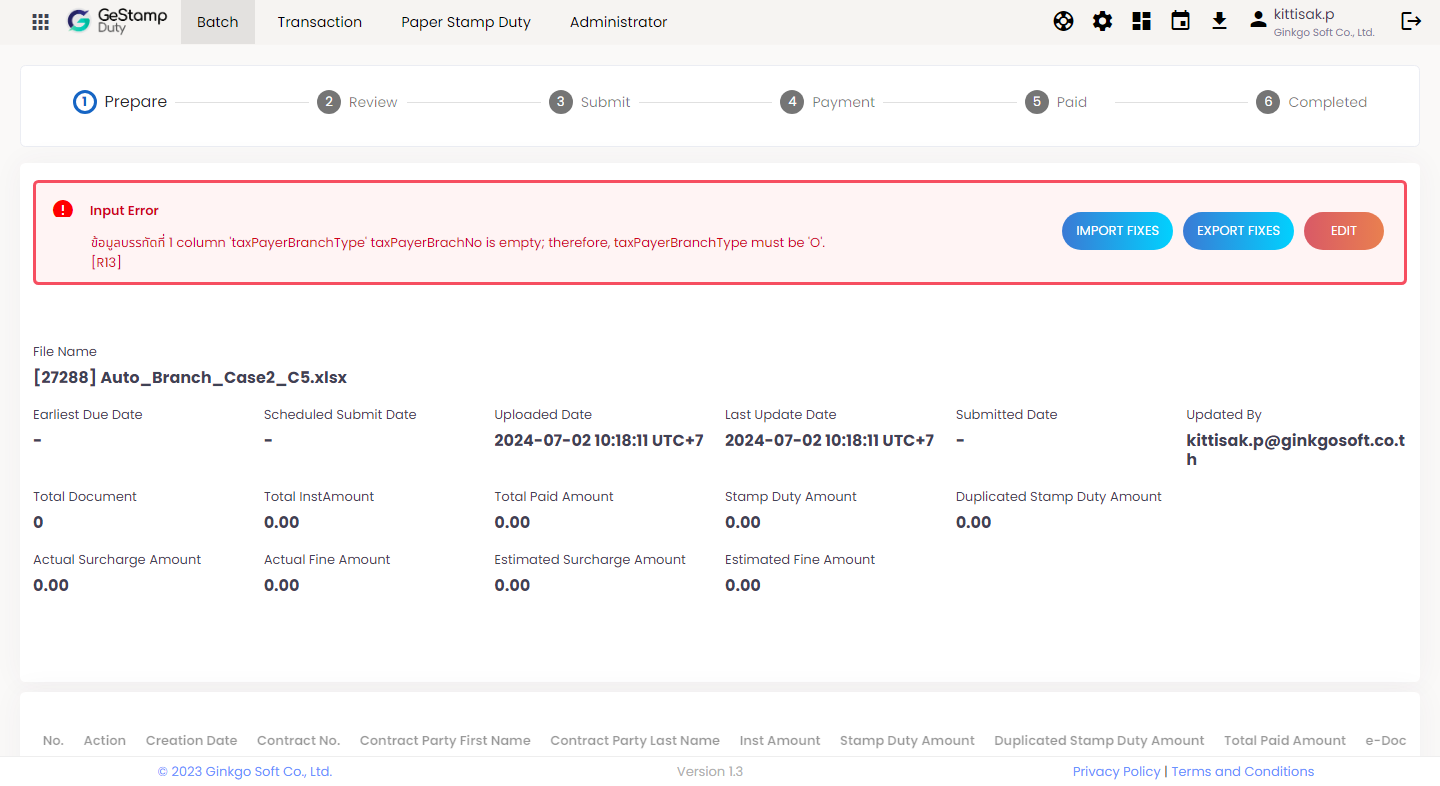 GeStamp
Duty
Batch
Transaction
Paper Stamp Duty
Administrator
kittisak.p
Ginkgo Soft Co., Ltd.
1 Prepare
2 Review
3 Submit
4 Payment
5 Paid
6 Completed
Input Error
ข้อมูลบรรทัดที่ 1 column 'taxPayerBranchType' taxPayerBrachNo is empty; therefore, taxPayerBranchType must be 'O'.
[R13]
IMPORT FIXES
EXPORT FIXES
EDIT
File Name
[27288] Auto_Branch_Case2_C5.xlsx
Earliest Due Date
-
Scheduled Submit Date
-
Uploaded Date
2024-07-02 10:18:11 UTC+7
Last Update Date
2024-07-02 10:18:11 UTC+7
Submitted Date
-
Updated By
kittisak.p@ginkgosoft.co.t
h
Total Document
0
Total InstAmount
0.00
Total Paid Amount
0.00
Stamp Duty Amount
0.00
Duplicated Stamp Duty Amount
0.00
Actual Surcharge Amount
0.00
Actual Fine Amount
0.00
Estimated Surcharge Amount
0.00
Estimated Fine Amount
0.00
No. Action Creation Date Contract No. Contract Party First Name Contract Party Last Name Inst Amount Stamp Duty Amount Duplicated Stamp Duty Amount Total Paid Amount e-Doc
© 2023 Ginkgo Soft Co., Ltd.
Version 1.3
Privacy Policy | Terms and Conditions